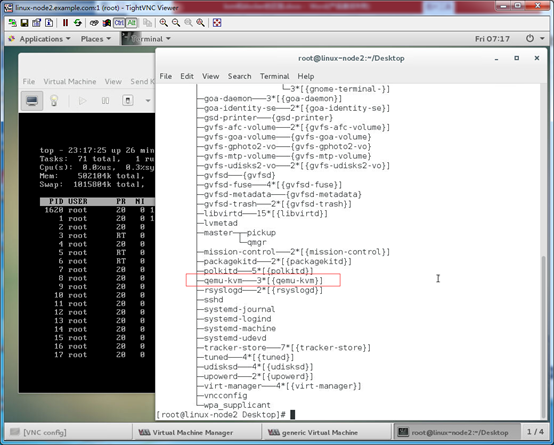 linux-node2.example.com:1 (root) - TightVNC Viewer
Ctrl Alt
Applications Places Terminal Fri 07:17
File Virtual Machine View Send K
top - 23:17:25 up 26 min
Tasks: 71 total, 1 ru
Cpu(s): 0.0%us, 0.3%sy
Mem: 502104k total,
Swap: 1015804k total,
PID USER PR NI
1620 root 20 0 1
1 root 20 0 1
2 root 20 0
3 root RT 0
4 root 20 0
5 root RT 0
6 root RT 0
7 root 20 0
8 root 20 0
9 root 20 0
10 root 20 0
11 root 20 0
12 root 20 0
13 root 20 0
14 root 20 0
15 root 20 0
16 root 20 0
17 root 20 0
root@linux-node2:~/Desktop
File Edit View Search Terminal Help
└─3*[{gnome-terminal-}]
├─goa-daemon───3*[{goa-daemon}]
├─goa-identity-se───2*[{goa-identity-se}]
├─gsd-printer───{gsd-printer}
├─gvfs-afc-volume───2*[{gvfs-afc-volume}]
├─gvfs-goa-volume───{gvfs-goa-volume}
├─gvfs-gphoto2-vo───{gvfs-gphoto2-vo}
├─gvfs-mtp-volume───{gvfs-mtp-volume}
├─gvfs-udisks2-vo───2*[{gvfs-udisks2-vo}]
├─gvfsd───{gvfsd}
├─gvfsd-fuse───4*[{gvfsd-fuse}]
├─gvfsd-metadata───{gvfsd-metadata}
├─gvfsd-trash───2*[{gvfsd-trash}]
├─libvirtd───15*[{libvirtd}]
├─lvmetad
├─master─┬─pickup
│ └─qmgr
├─mission-control───2*[{mission-control}]
├─packagekitd───2*[{packagekitd}]
├─polkitd───5*[{polkitd}]
├─qemu-kvm───3*[{qemu-kvm}]
├─rsyslogd───2*[{rsyslogd}]
├─sshd
├─systemd-journal
├─systemd-logind
├─systemd-machine
├─systemd-udevd
├─tracker-store───7*[{tracker-store}]
├─tuned───4*[{tuned}]
├─udisksd───4*[{udisksd}]
├─upowerd───2*[{upowerd}]
├─virt-manager───4*[{virt-manager}]
├─vncconfig
└─wpa_supplicant
[root@linux-node2 Desktop]#
[VNC config] Virtual Machine Manager generic Virtual Machine root@linux-node2:~/Desktop 1 / 4